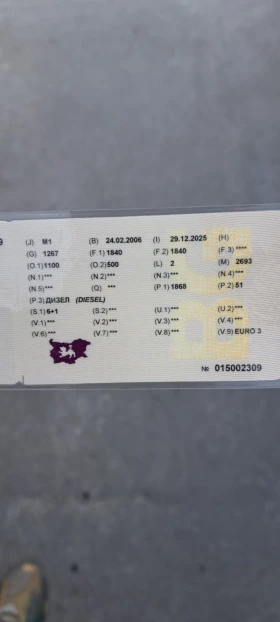 9 (J) M1 (B) 24.02.2006 (I) 29.12.2025 (H)
(G) 1267 (F.1) 1840 (F.2) 1840 (F.3) ****
(O.1) 1100 (O.2) 500 (L) 2 (M) 2693
(N.1) *** (N.2) *** (N.3) *** (N.4) ***
(N.5) *** (Q) *** (P.1) 1868 (P.2) 51
(P.3) ДИЗЕЛ (DIESEL)
(S.1) 6+1 (S.2) *** (U.1) *** (U.2) ***
(V.1) *** (V.2) *** (V.3) *** (V.4) ***
(V.6) *** (V.7) *** (V.8) *** (V.9) EURO 3
BG
№ 015002309